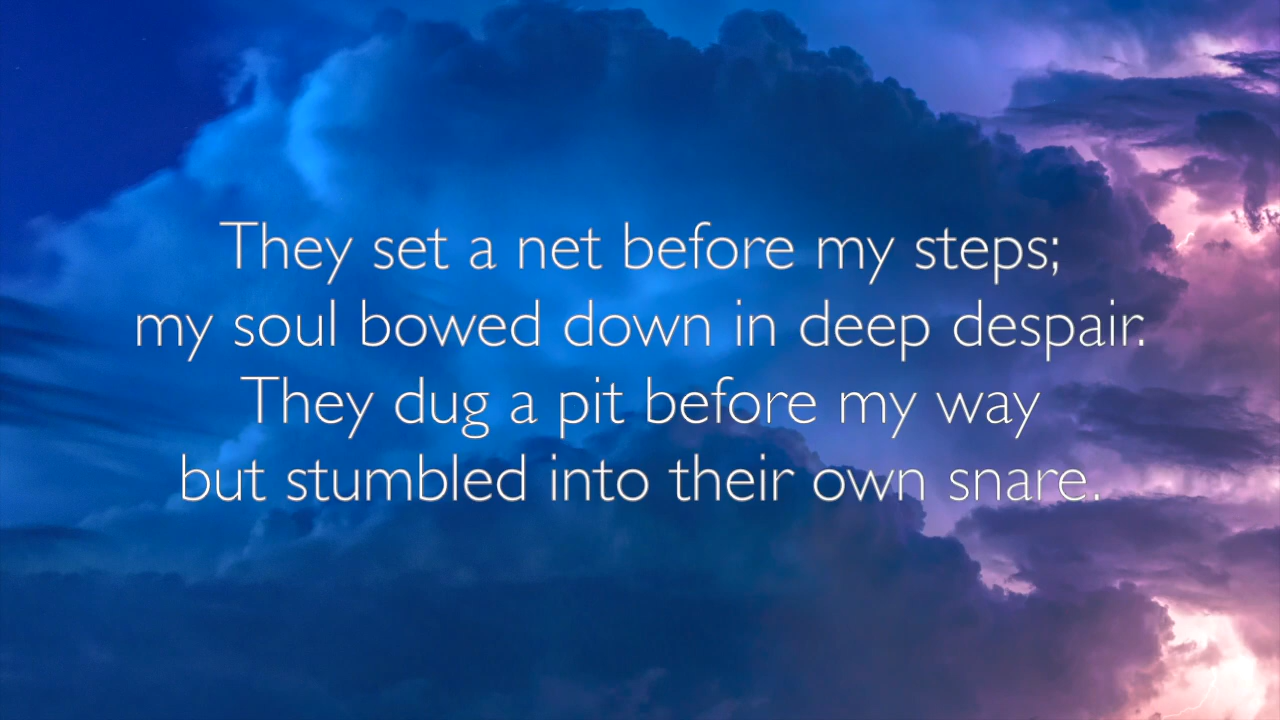 They set a net before my steps;
my soul bowed down in deep despair.
They dug a pit before my way
but stumbled into their own snare.